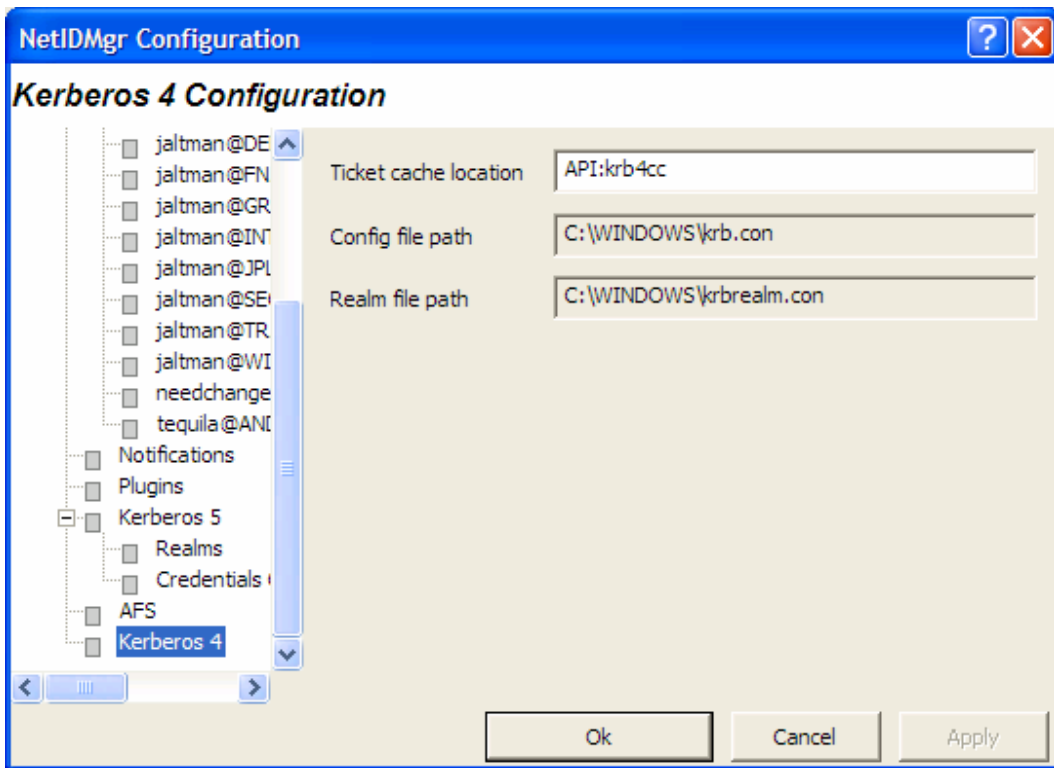 NetIDMgr Configuration
Kerberos 4 Configuration
jaltman@DE
jaltman@FN
jaltman@GR
jaltman@INT
jaltman@JPL
jaltman@SE
jaltman@TR
jaltman@WI
needchange
tequila@AND
Notifications
Plugins
Kerberos 5
Realms
Credentials
AFS
Kerberos 4
Ticket cache location
API:krb4cc
Config file path
C:\WINDOWS\krb.con
Realm file path
C:\WINDOWS\krbrealm.con
Ok
Cancel
Apply